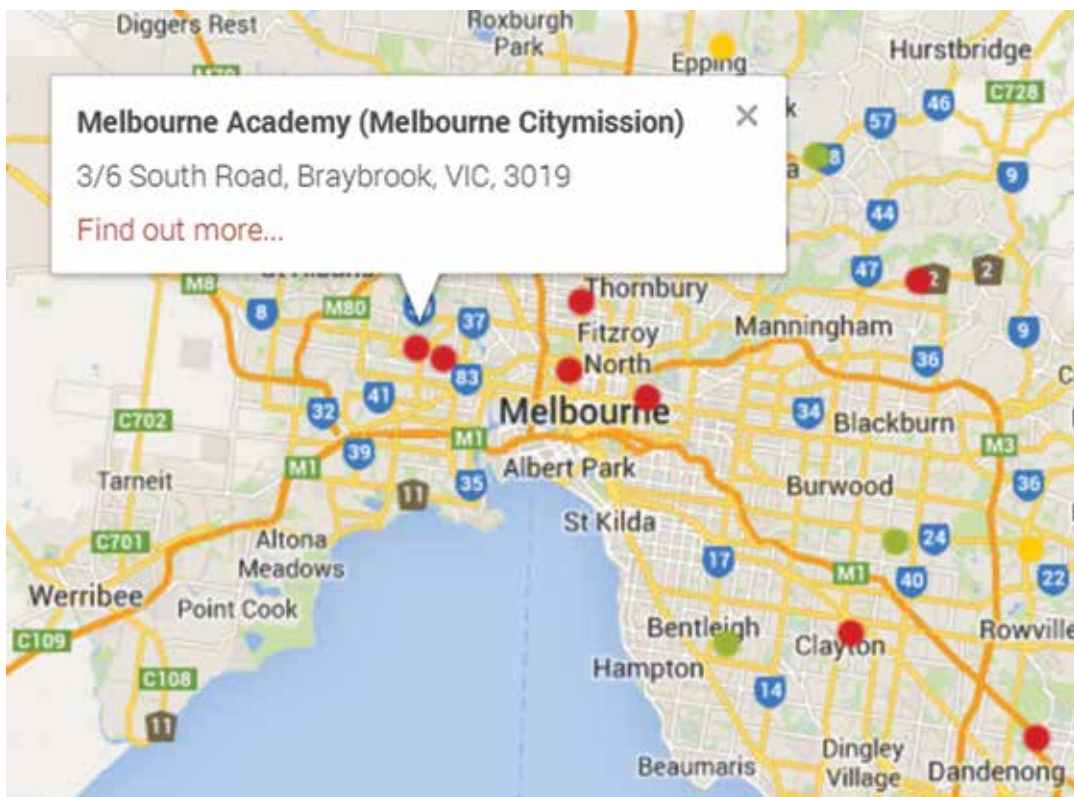 Diggers Rest
Roxburgh
Park
Epping
Hurstbridge
46
C728
57
Melbourne Academy (Melbourne Citymission) ×
3/6 South Road, Braybrook, VIC, 3019
Find out more...
9
44
47
2
2
M8
M80
8
37
Thornbury
Fitzroy
North
Manningham
9
36
83
41
32
Melbourne
34
Blackburn
C702
M1
M3
39
M1
35
Albert Park
Tarneit
11
Burwood
36
St Kilda
C701
Altona
Meadows
24
17
M1
40
22
Werribee
Point Cook
Bentleigh
Clayton
Rowville
C109
Hampton
C108
14
11
Beaumaris
Dingley
Village
Dandenong